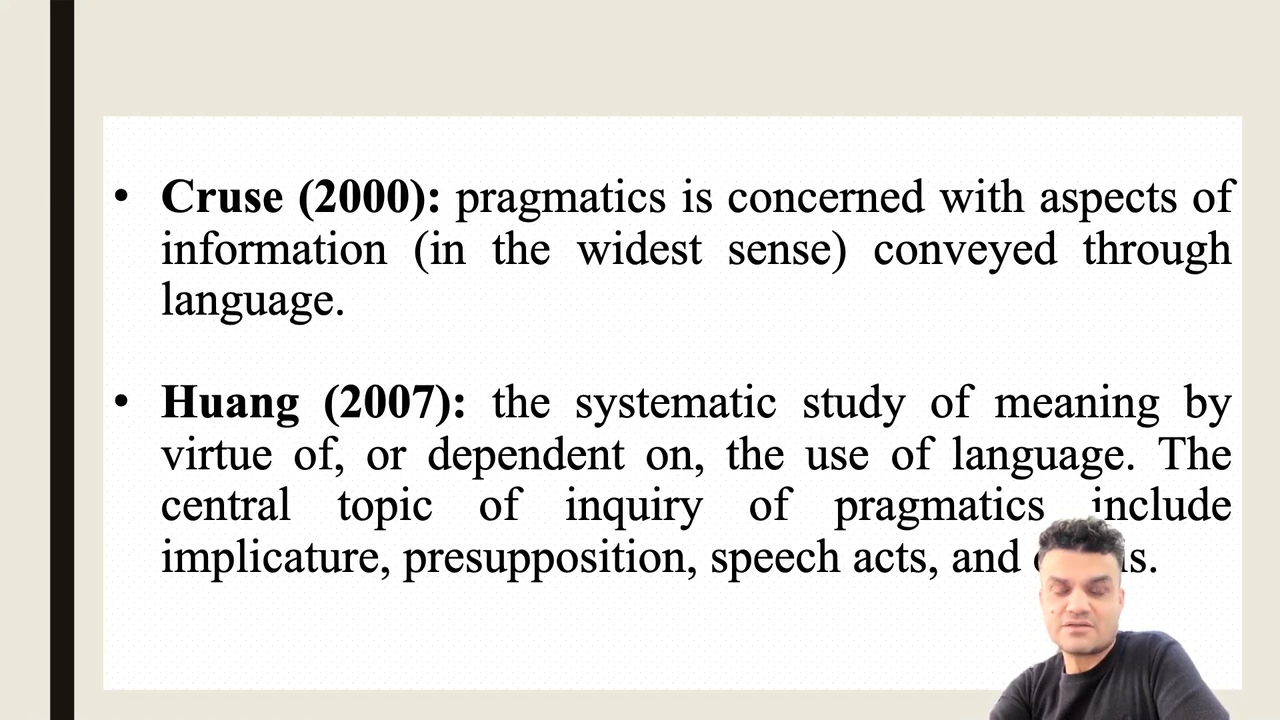 • Cruse (2000): pragmatics is concerned with aspects of
information (in the widest sense) conveyed through
language.
• Huang (2007): the systematic study of meaning by
virtue of, or dependent on, the use of language. The
central topic of inquiry of pragmatics include
implicature, presupposition, speech acts, and